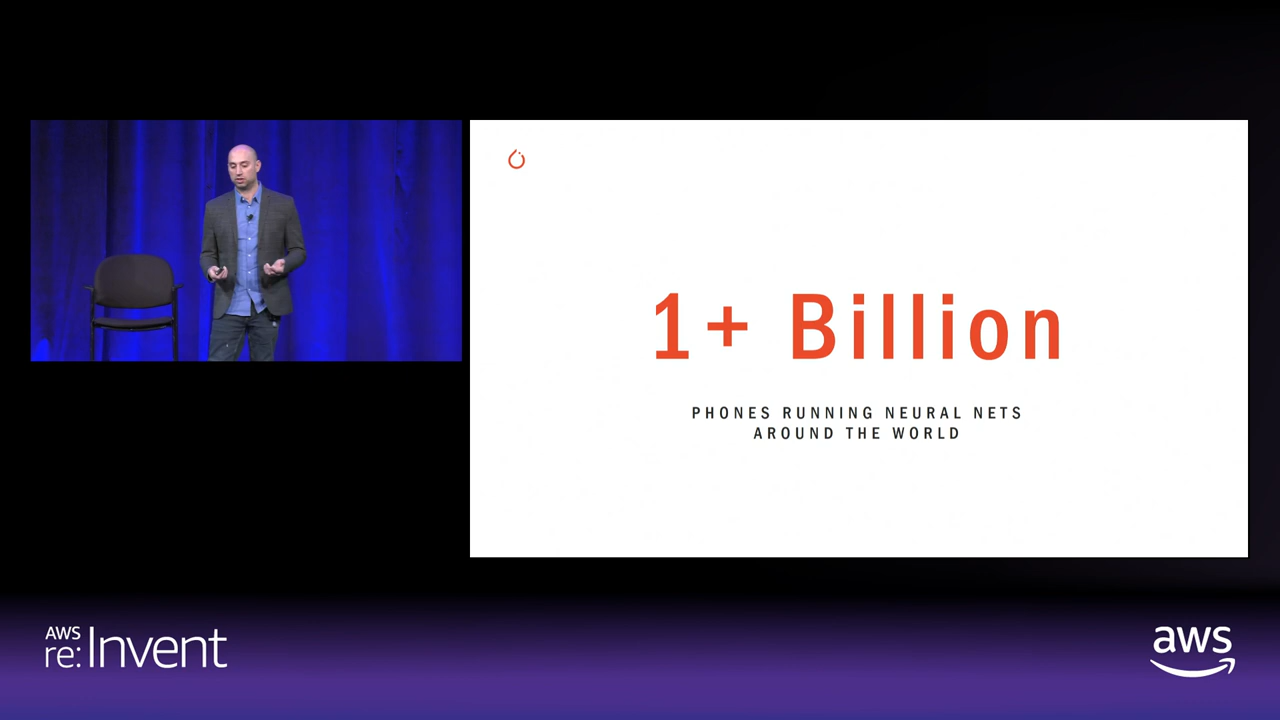 1+ Billion
PHONES RUNNING NEURAL NETS
AROUND THE WORLD
AWS
re:Invent
aws